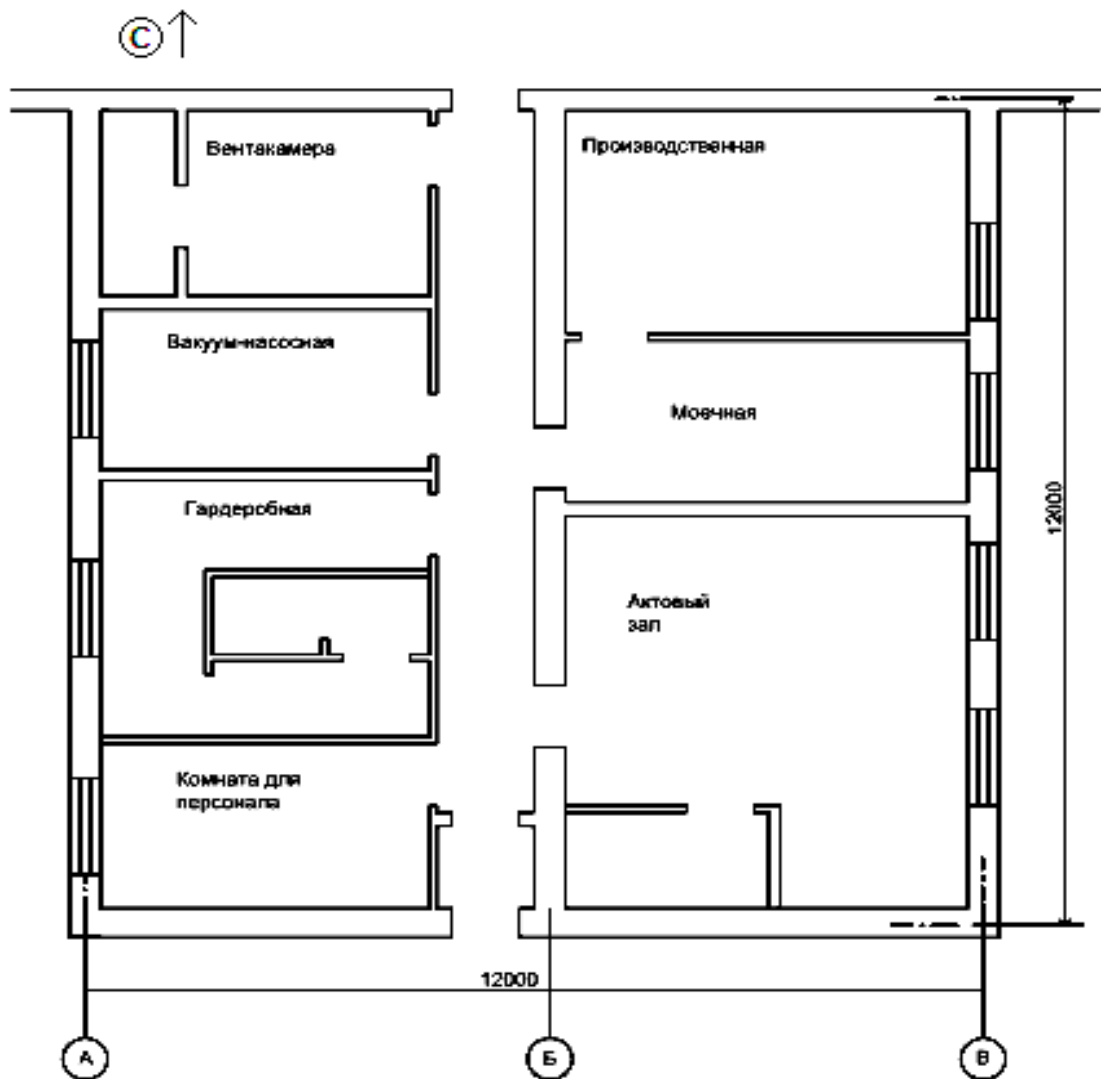 С
Вентакамера
Производственная
Вакуум-насосная
Моечная
Гардеробная
12000
Актовый
зал
Комната для
персонала
12000
А
Б
В